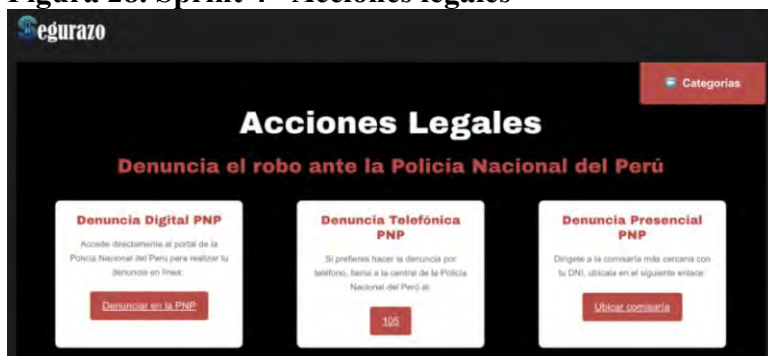 Figura 28. Sprint 4 - Acciones legales
Segurazo
Categorías
Acciones Legales
Denuncia el robo ante la Policía Nacional del Perú
Denuncia Digital PNP
Accede directamente al portal de la
Policía Nacional del Perú para realizar tu
denuncia en línea:
Denunciar en la PNP
Denuncia Telefónica
PNP
Si prefieres hacer la denuncia por
teléfono, llama a la central de la Policía
Nacional del Perú al:
105
Denuncia Presencial
PNP
Dirígete a la comisaría más cercana con
tu DNI, ubícala en el siguiente enlace:
Ubicar comisaría